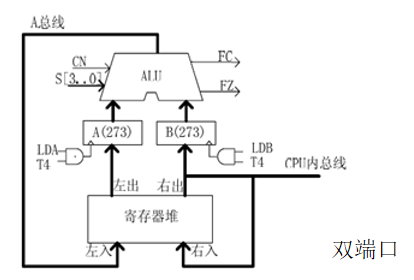 A总线
CN
S[3..0]
ALU
FC
FZ
A(273)
B(273)
LDA
T4
LDB
T4
CPU内总线
左出
右出
寄存器堆
左入
右入
双端口